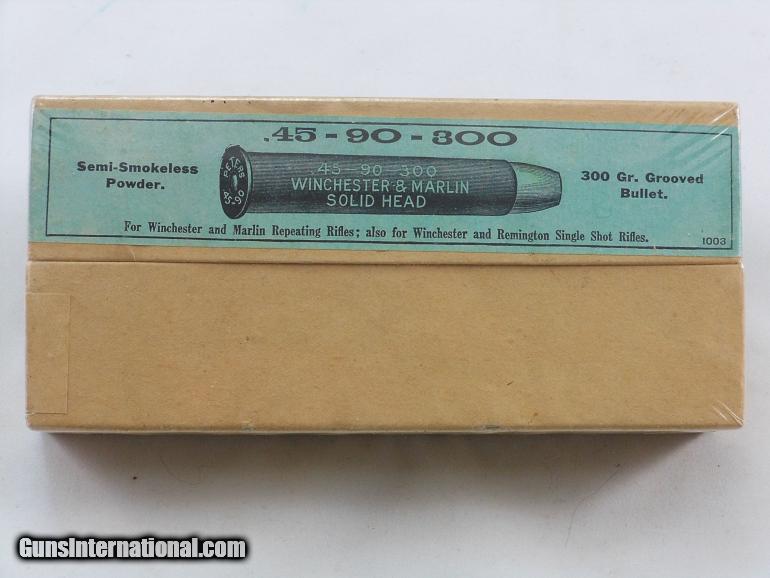 .45-90-300
Semi-Smokeless
Powder.
PETERS
45-90
.45 90 300
WINCHESTER & MARLIN
SOLID HEAD
300 Gr. Grooved
Bullet.
For Winchester and Marlin Repeating Rifles; also for Winchester and Remington Single Shot Rifles.
1003
GunsInternational.com